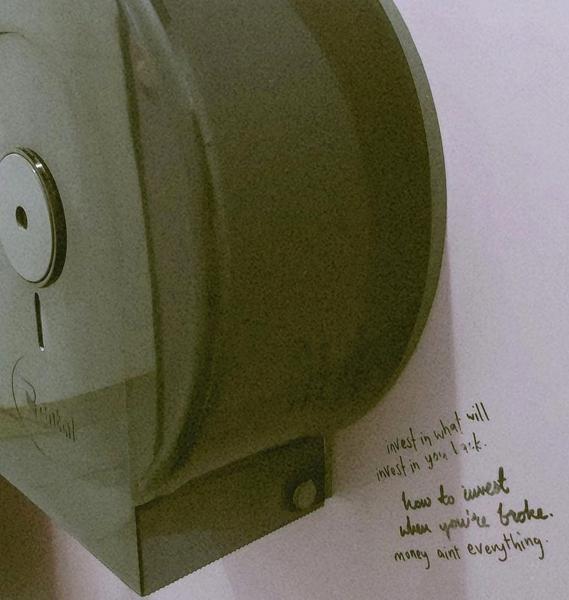 invest in what will
invest in you back.
how to invest
when you're broke.
money aint everything.